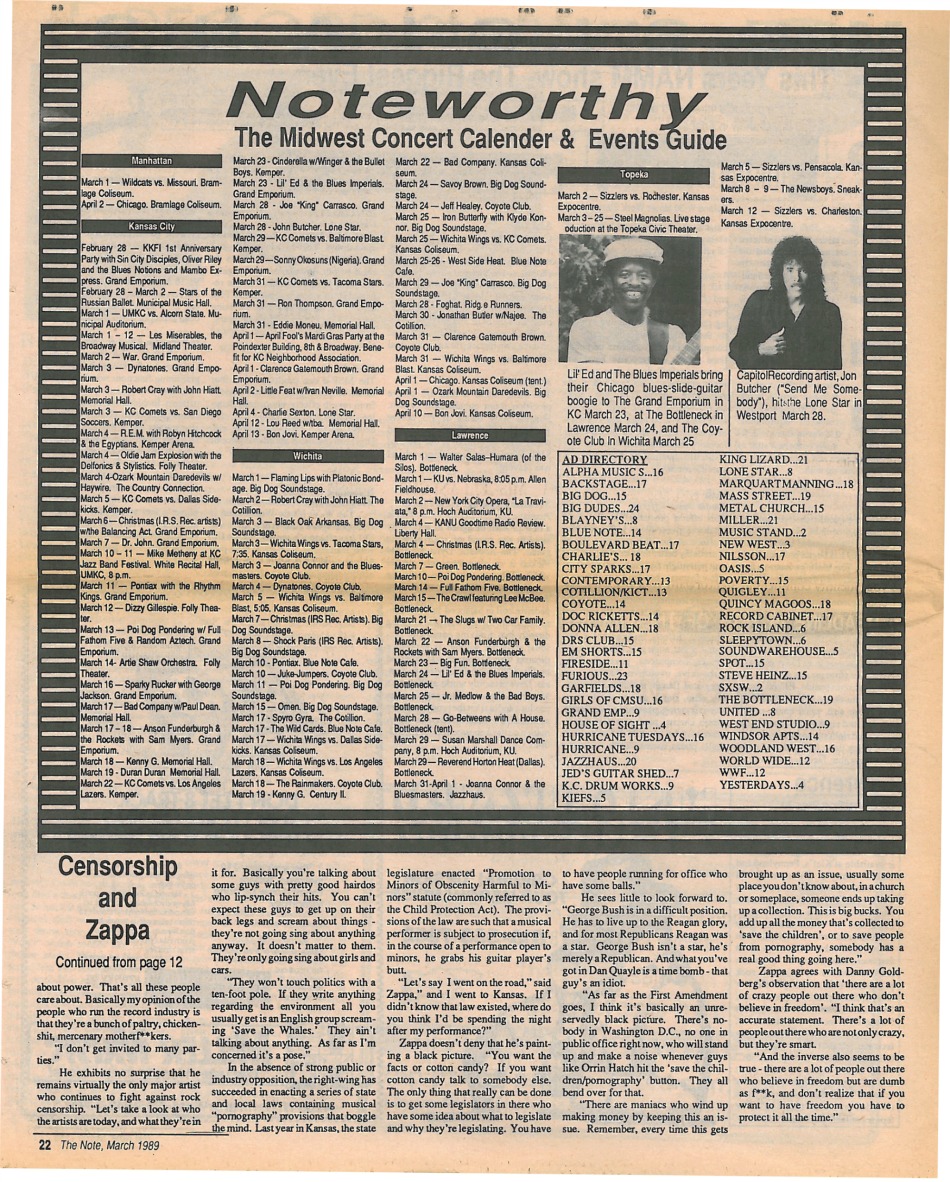 Noteworthy
The Midwest Concert Calender & Events Guide
Manhattan
March 1 — Wildcats vs. Missouri. Bram-
lage Coliseum.
April 2 — Chicago. Bramlage Coliseum.
Kansas City
February 28 — KKFI 1st Anniversary
Party with Sin City Disciples, Oliver Riley
and the Blues Notions and Mambo Ex-
press. Grand Emporium.
February 28 – March 2 — Stars of the
Russian Ballet. Municipal Music Hall.
March 1 — UMKC vs. Alcorn State. Mu-
nicipal Auditorium.
March 1 – 12 — Les Miserables, the
Broadway Musical. Midland Theater.
March 2 — War. Grand Emporium.
March 3 — Dynatones. Grand Empo-
rium.
March 3 — Robert Cray with John Hiatt.
Memorial Hall.
March 3 — KC Comets vs. San Diego
Soccers. Kemper.
March 4 — R.E.M. with Robyn Hitchcock
& the Egyptians. Kemper Arena.
March 4 — Oldie Jam Explosion with the
Delfonics & Stylistics. Folly Theater.
March 4-Ozark Mountain Daredevils w/
Haywire. The Country Connection.
March 5 — KC Comets vs. Dallas Side-
kicks. Kemper.
March 6 — Christmas (I.R.S. Rec. artists)
w/the Balancing Act. Grand Emporium.
March 7 — Dr. John. Grand Emporium.
March 10 – 11 — Mike Metheny at KC
Jazz Band Festival. White Recital Hall,
UMKC, 8 p.m.
March 11 — Pontiax with the Rhythm
Kings. Grand Emporium.
March 12 — Dizzy Gillespie. Folly Thea-
ter.
March 13 — Poi Dog Pondering w/ Full
Fathom Five & Random Aztech. Grand
Emporium.
March 14- Artie Shaw Orchestra. Folly
Theater.
March 16 — Sparky Rucker with George
Jackson. Grand Emporium.
March 17 — Bad Company w/Paul Dean.
Memorial Hall.
March 17 – 18 — Anson Funderburgh &
the Rockets with Sam Myers. Grand
Emporium.
March 18 — Kenny G. Memorial Hall.
March 19 - Duran Duran Memorial Hall.
March 22 — KC Comets vs. Los Angeles
Lazers. Kemper.
March 23 - Cinderella w/Winger & the Bullet
Boys. Kemper.
March 23 - Lil' Ed & the Blues Imperials.
Grand Emporium.
March 28 - Joe "King" Carrasco. Grand
Emporium.
March 28 - John Butcher. Lone Star.
March 29 — KC Comets vs. Baltimore Blast.
Kemper.
March 29—Sonny Okosuns (Nigeria). Grand
Emporium.
March 31 — KC Comets vs. Tacoma Stars.
Kemper.
March 31 — Ron Thompson. Grand Empo-
rium.
March 31 - Eddie Moneu, Memorial Hall.
April 1 — April Fool's Mardi Gras Party at the
Poindexter Building, 8th & Broadway. Bene-
fit for KC Neighborhood Association.
April 1 - Clarence Gatemouth Brown. Grand
Emporium.
April 2 - Little Feat w/Ivan Neville. Memorial
Hall.
April 4 - Charlie Sexton. Lone Star.
April 12 - Lou Reed w/tba. Memorial Hall.
April 13 - Bon Jovi. Kemper Arena.
Wichita
March 1 — Flaming Lips with Platonic Bond-
age. Big Dog Soundstage.
March 2 — Robert Cray with John Hiatt. The
Cotillion.
March 3 — Black Oak Arkansas. Big Dog
Soundstage.
March 3 — Wichita Wings vs. Tacoma Stars,
7:35. Kansas Coliseum.
March 3 — Joanna Connor and the Blues-
masters. Coyote Club.
March 4 — Dynatones. Coyote Club.
March 5 — Wichita Wings vs. Baltimore
Blast, 5:05. Kansas Coliseum.
March 7 — Christmas (IRS Rec. Artists). Big
Dog Soundstage.
March 8 — Shock Paris (IRS Rec. Artists).
Big Dog Soundstage.
March 10 - Pontiax. Blue Note Cafe.
March 10 — Juke-Jumpers. Coyote Club.
March 11 — Poi Dog Pondering. Big Dog
Soundstage.
March 15 — Omen. Big Dog Soundstage.
March 17 - Spyro Gyra. The Cotillion.
March 17 - The Wild Cards. Blue Note Cafe.
March 17 — Wichita Wings vs. Dallas Side-
kicks. Kansas Coliseum.
March 18 — Wichita Wings vs. Los Angeles
Lazers. Kansas Coliseum.
March 18 — The Rainmakers. Coyote Club.
March 19 - Kenny G. Century II.
March 22 — Bad Company. Kansas Coli-
seum.
March 24 — Savoy Brown. Big Dog Sound-
stage.
March 24 — Jeff Healey, Coyote Club.
March 25 — Iron Butterfly with Klyde Kon-
nor. Big Dog Soundstage.
March 25 — Wichita Wings vs. KC Comets.
Kansas Coliseum.
March 25-26 - West Side Heat. Blue Note
Cafe.
March 29 — Joe "King" Carrasco. Big Dog
Soundstage.
March 28 - Foghat. Ridge Runners.
March 30 - Jonathan Butler w/Najee. The
Cotillion.
March 31 — Clarence Gatemouth Brown.
Coyote Club.
March 31 — Wichita Wings vs. Baltimore
Blast. Kansas Coliseum.
April 1 — Chicago. Kansas Coliseum (tent.)
April 1 — Ozark Mountain Daredevils. Big
Dog Soundstage.
April 10 — Bon Jovi. Kansas Coliseum.
Lawrence
March 1 — Walter Salas-Humara (of the
Silos). Bottleneck.
March 1 — KU vs. Nebraska, 8:05 p.m. Allen
Fieldhouse.
March 2 — New York City Opera, "La Travi-
ata," 8 p.m. Hoch Auditorium, KU.
March 4 — KANU Goodtime Radio Review.
Liberty Hall.
March 4 — Christmas (I.R.S. Rec. Artists).
Bottleneck.
March 7 — Green. Bottleneck.
March 10 — Poi Dog Pondering. Bottleneck.
March 14 — Full Fathom Five. Bottleneck.
March 15 — The Crawl featuring Lee McBee.
Bottleneck.
March 21 — The Slugs w/ Two Car Family.
Bottleneck.
March 22 — Anson Funderburgh & the
Rockets with Sam Myers. Bottleneck.
March 23 — Big Fun. Bottleneck.
March 24 — Lil' Ed & the Blues Imperials.
Bottleneck.
March 25 — Jr. Medlow & the Bad Boys.
Bottleneck.
March 28 — Go-Betweens with A House.
Bottleneck (tent).
March 29 — Susan Marshall Dance Com-
pany, 8 p.m. Hoch Auditorium, KU.
March 29 — Reverend Horton Heat (Dallas).
Bottleneck.
March 31-April 1 - Joanna Connor & the
Bluesmasters. Jazzhaus.
Topeka
March 2 — Sizzlers vs. Rochester. Kansas
Expocentre.
March 3 – 25 — Steel Magnolias. Live stage
oduction at the Topeka Civic Theater.
March 5 — Sizzlers vs. Pensacola, Kan-
sas Expocentre.
March 8 – 9 — The Newsboys. Sneak-
ers.
March 12 — Sizzlers vs. Charleston.
Kansas Expocentre.
Lil' Ed and The Blues Imperials bring
their Chicago blues-slide-guitar
boogie to The Grand Emporium in
KC March 23, at The Bottleneck in
Lawrence March 24, and The Coy-
ote Club In Wichita March 25
Capitol Recording artist, Jon
Butcher ("Send Me Some-
body"), hits the Lone Star in
Westport March 28.
AD DIRECTORY
ALPHA MUSIC S...16
BACKSTAGE...17
BIG DOG...15
BIG DUDES...24
BLAYNEY'S...8
BLUE NOTE...14
BOULEVARD BEAT...17
CHARLIE'S... 18
CITY SPARKS...17
CONTEMPORARY...13
COTILLION/KICT...13
COYOTE...14
DOC RICKETTS...14
DONNA ALLEN...18
DRS CLUB...15
EM SHORTS...15
FIRESIDE...11
FURIOUS...23
GARFIELDS...18
GIRLS OF CMSU...16
GRAND EMP...9
HOUSE OF SIGHT ...4
HURRICANE TUESDAYS...16
HURRICANE...9
JAZZHAUS...20
JED'S GUITAR SHED...7
K.C. DRUM WORKS...9
KIEFS...5
KING LIZARD...21
LONE STAR...8
MARQUART MANNING...18
MASS STREET...19
METAL CHURCH...15
MILLER...21
MUSIC STAND...2
NEW WEST...3
NILSSON...17
OASIS...5
POVERTY...15
QUIGLEY...11
QUINCY MAGOOS...18
RECORD CABINET...17
ROCK ISLAND...6
SLEEPYTOWN...6
SOUNDWAREHOUSE...5
SPOT...15
STEVE HEINZ...15
SXSW...2
THE BOTTLENECK...19
UNITED ...8
WEST END STUDIO...9
WINDSOR APTS...14
WOODLAND WEST...16
WORLD WIDE...12
WWF...12
YESTERDAYS...4
Censorship
and
Zappa
Continued from page 12
about power. That's all these people
care about. Basically my opinion of the
people who run the record industry is
that they're a bunch of paltry, chicken-
shit, mercenary motherf**kers.
"I don't get invited to many par-
ties."
He exhibits no surprise that he
remains virtually the only major artist
who continues to fight against rock
censorship. "Let's take a look at who
the artists are today, and what they're in
it for. Basically you're talking about
some guys with pretty good hairdos
who lip-synch their hits. You can't
expect these guys to get up on their
back legs and scream about things -
they're not going sing about anything
anyway. It doesn't matter to them.
They're only going sing about girls and
cars.
"They won't touch politics with a
ten-foot pole. If they write anything
regarding the environment all you
usually get is an English group scream-
ing 'Save the Whales.' They ain't
talking about anything. As far as I'm
concerned it's a pose."
In the absence of strong public or
industry opposition, the right-wing has
succeeded in enacting a series of state
and local laws containing musical
"pornography" provisions that boggle
the mind. Last year in Kansas, the state
legislature enacted "Promotion to
Minors of Obscenity Harmful to Mi-
nors" statute (commonly referred to as
the Child Protection Act). The provi-
sions of the law are such that a musical
performer is subject to prosecution if,
in the course of a performance open to
minors, he grabs his guitar player's
butt.
"Let's say I went on the road," said
Zappa," and I went to Kansas. If I
didn't know that law existed, where do
you think I'd be spending the night
after my performance?"
Zappa doesn't deny that he's paint-
ing a black picture. "You want the
facts or cotton candy? If you want
cotton candy talk to somebody else.
The only thing that really can be done
is to get some legislators in there who
have some idea about what to legislate
and why they're legislating. You have
to have people running for office who
have some balls."
He sees little to look forward to.
"George Bush is in a difficult position.
He has to live up to the Reagan glory,
and for most Republicans Reagan was
a star. George Bush isn't a star, he's
merely a Republican. And what you've
got in Dan Quayle is a time bomb - that
guy's an idiot.
"As far as the First Amendment
goes, I think it's basically an unre-
servedly black picture. There's no-
body in Washington D.C., no one in
public office right now, who will stand
up and make a noise whenever guys
like Orrin Hatch hit the 'save the chil-
dren/pornography' button. They all
bend over for that.
"There are maniacs who wind up
making money by keeping this an is-
sue. Remember, every time this gets
brought up as an issue, usually some
place you don't know about, in a church
or someplace, someone ends up taking
up a collection. This is big bucks. You
add up all the money that's collected to
'save the children', or to save people
from pornography, somebody has a
real good thing going here."
Zappa agrees with Danny Gold-
berg's observation that 'there are a lot
of crazy people out there who don't
believe in freedom'. "I think that's an
accurate statement. There's a lot of
people out there who are not only crazy,
but they're smart.
"And the inverse also seems to be
true - there are a lot of people out there
who believe in freedom but are dumb
as f**k, and don't realize that if you
want to have freedom you have to
protect it all the time."
22 The Note, March 1989